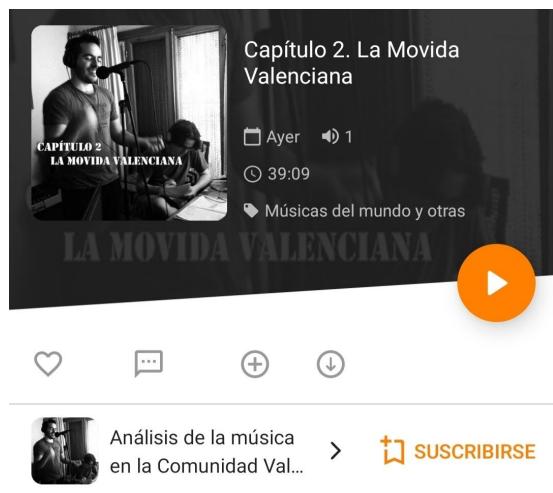 Capítulo 2. La Movida
Valenciana
CAPÍTULO 2
LA MOVIDA VALENCIANA
Ayer 1
39:09
Músicas del mundo y otras
LA MOVIDA VALENCIANA
Análisis de la música
en la Comunidad Val...
SUSCRIBIRSE